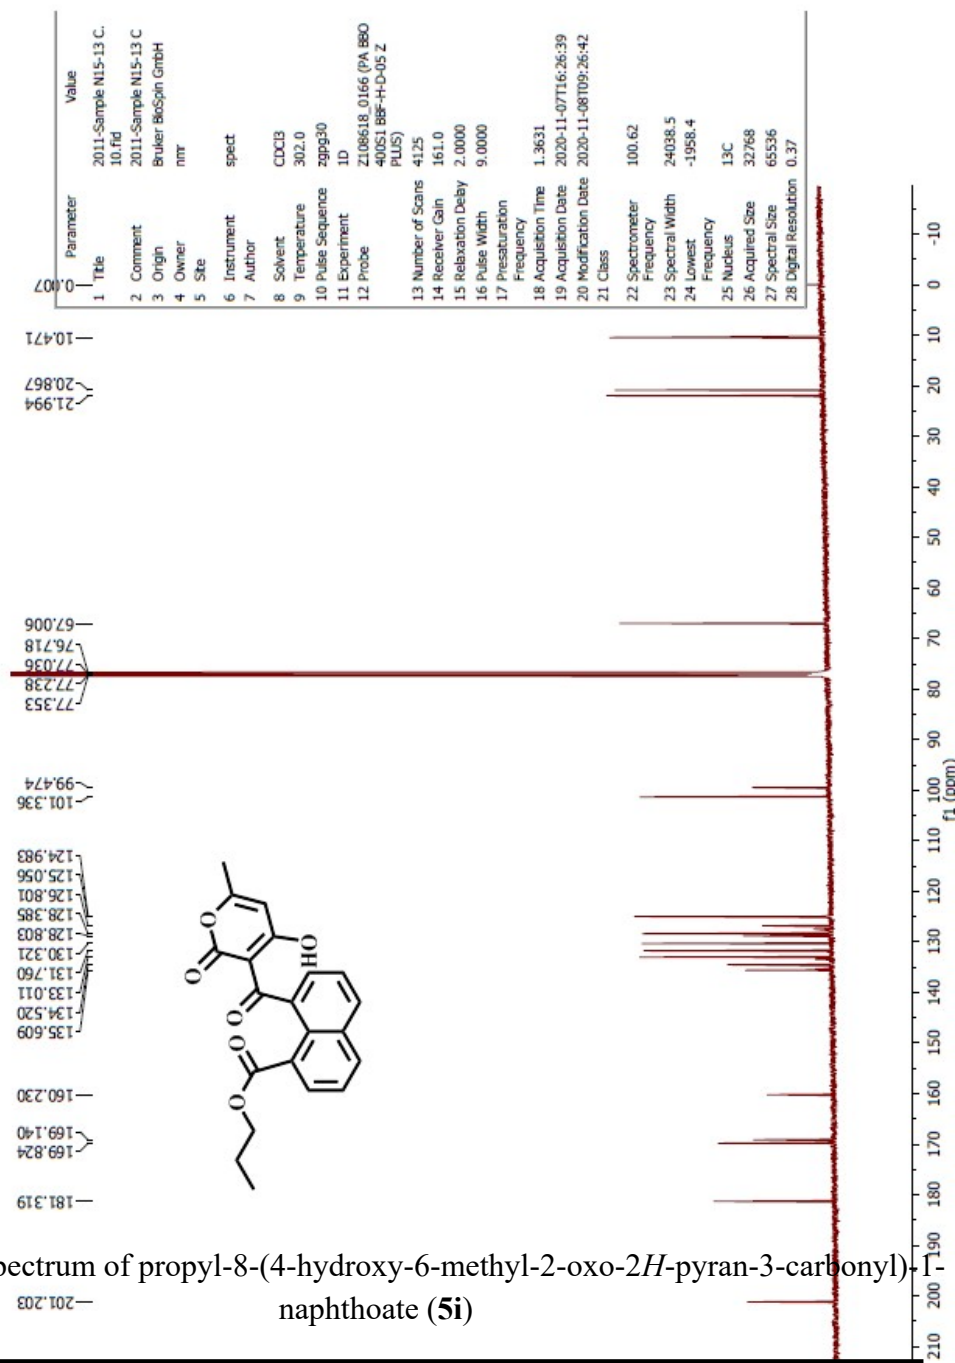 Parameter Value
1 Title 2011-Sample N15-13 C.
10.fid
2 Comment 2011-Sample N15-13 C
3 Origin Bruker BioSpin GmbH
4 Owner nmr
5 Site
6 Instrument spect
7 Author
8 Solvent CDCl3
9 Temperature 302.0
10 Pulse Sequence zgpg30
11 Experiment 1D
12 Probe Z108618_0166 (PA BBO
400S1 BBF-H-D-05 Z
PLUS)
13 Number of Scans 4125
14 Receiver Gain 161.0
15 Relaxation Delay 2.0000
16 Pulse Width 9.0000
17 Presaturation
Frequency
18 Acquisition Time 1.3631
19 Acquisition Date 2020-11-07T16:26:39
20 Modification Date 2020-11-08T09:26:42
21 Class
22 Spectrometer 100.62
Frequency
23 Spectral Width 24038.5
24 Lowest -1958.4
Frequency
25 Nucleus 13C
26 Acquired Size 32768
27 Spectral Size 65536
28 Digital Resolution 0.37
0.007
10.471
20.867
21.994
67.006
76.718
77.036
77.238
77.353
99.474
101.336
124.983
125.056
126.801
128.385
128.803
130.321
131.760
133.011
134.520
135.609
160.230
169.140
169.824
181.319
201.203
O
O
HO
O
O
O
-10
0
10
20
30
40
50
60
70
80
90
100
110
120
130
140
150
160
170
180
190
200
210
f1 (ppm)
pectrum of propyl-8-(4-hydroxy-6-methyl-2-oxo-2H-pyran-3-carbonyl)-1-
naphthoate (5i)